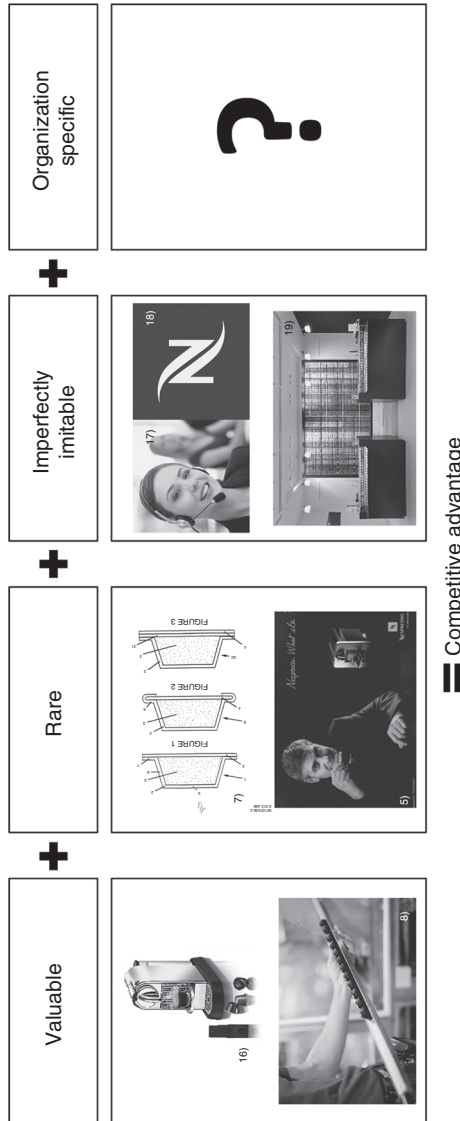 Valuable
+
Rare
+
Imperfectly
imitable
+
Organization
specific
16)
8)
7)
FIGURE 1
FIGURE 2
FIGURE 3
5)
Nespresso. What else
17)
18)
N
19)
?
= Competitive advantage